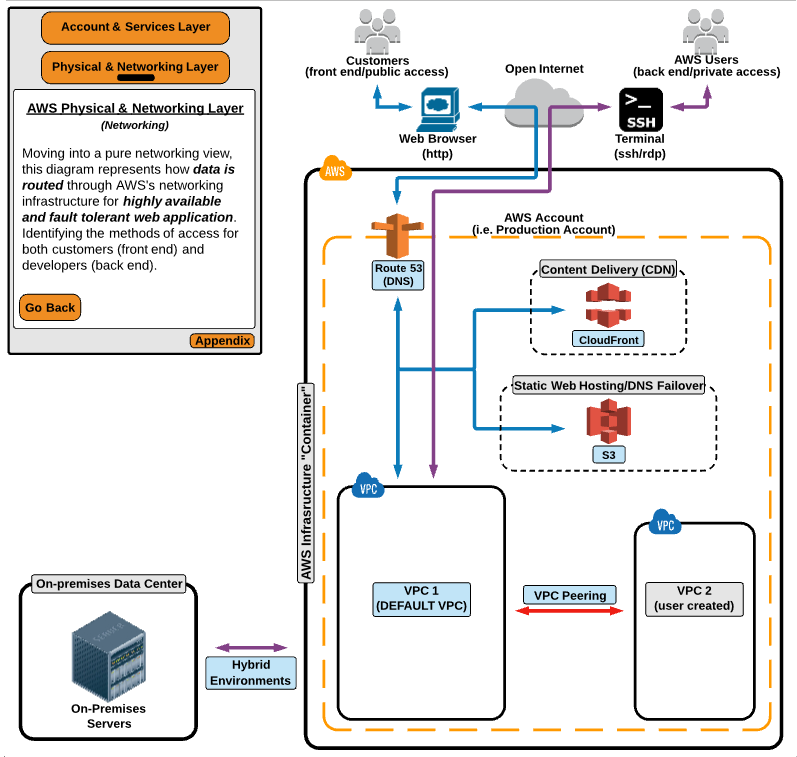 Account & Services Layer
Physical & Networking Layer
AWS Physical & Networking Layer
(Networking)
Moving into a pure networking view,
this diagram represents how data is
routed through AWS's networking
infrastructure for highly available
and fault tolerant web application.
Identifying the methods of access for
both customers (front end) and
developers (back end).
Go Back
Appendix
Customers
(front end/public access)
Open Internet
AWS Users
(back end/private access)
Web Browser
(http)
>_
SSH
Terminal
(ssh/rdp)
AWS
AWS Account
(i.e. Production Account)
Route 53
(DNS)
Content Delivery (CDN)
CloudFront
Static Web Hosting/DNS Failover
S3
AWS Infrasructure "Container"
VPC
VPC 1
(DEFAULT VPC)
VPC Peering
VPC
VPC 2
(user created)
On-premises Data Center
SERVER
On-Premises
Servers
Hybrid
Environments